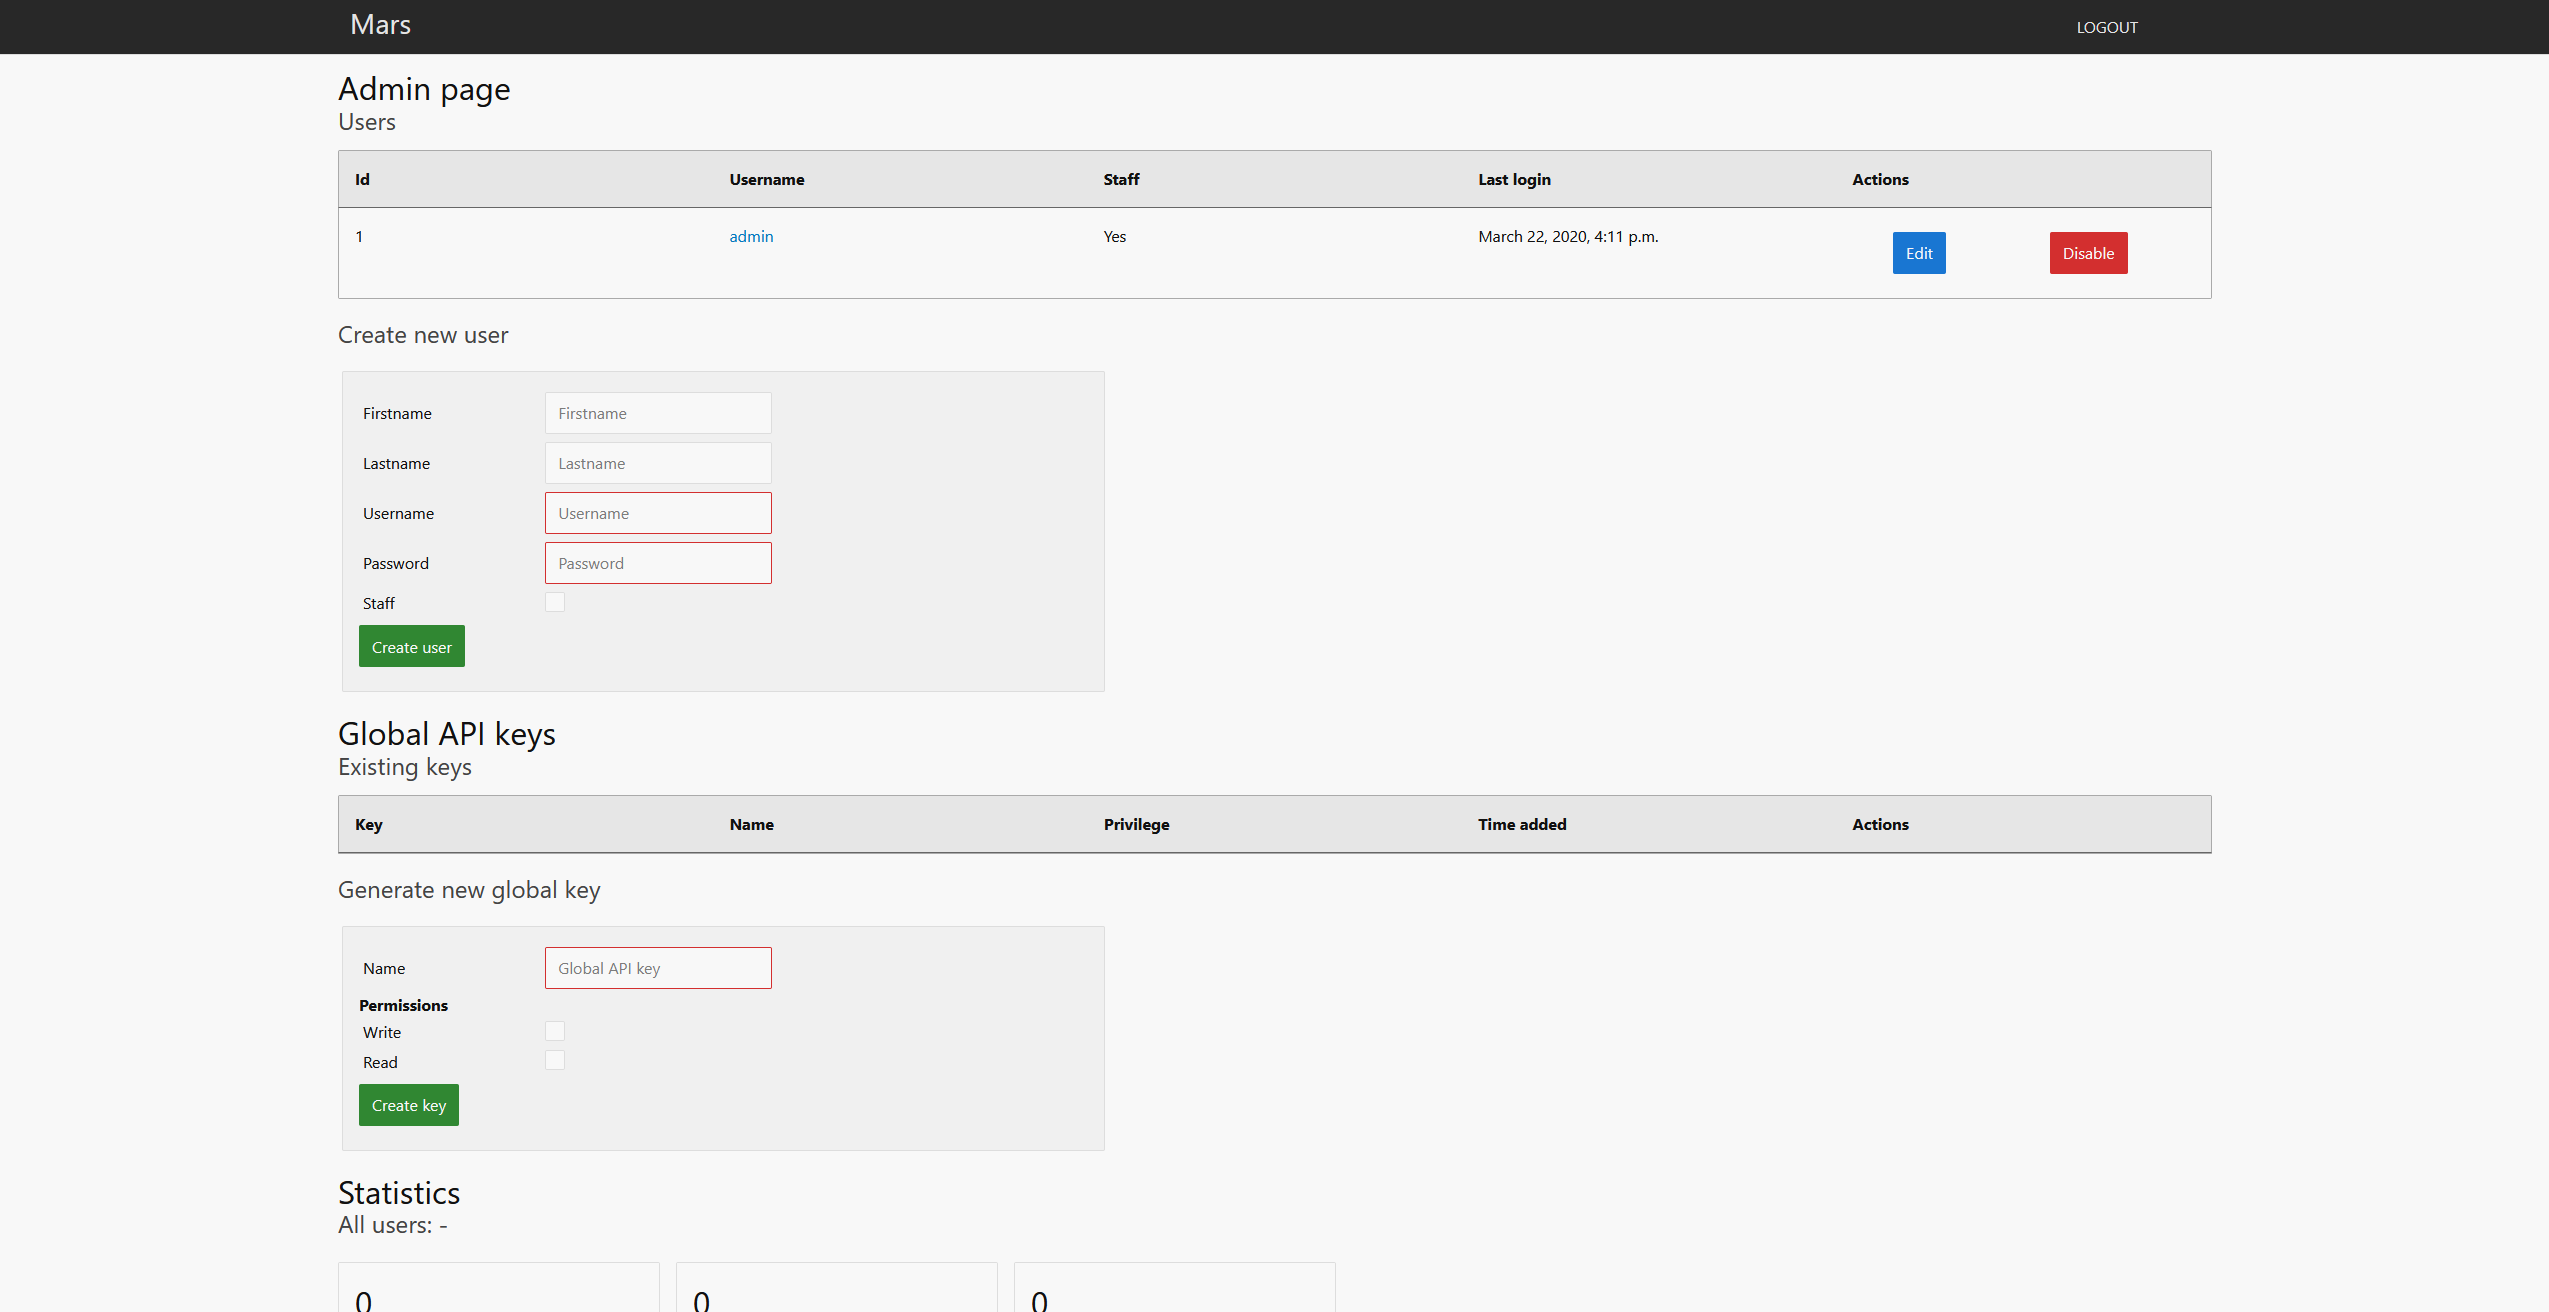 Mars LOGOUT
Admin page
Users
Id Username Staff Last login Actions
1 admin Yes March 22, 2020, 4:11 p.m. Edit Disable
Create new user
Firstname Firstname
Lastname Lastname
Username Username
Password Password
Staff
Create user
Global API keys
Existing keys
Key Name Privilege Time added Actions
Generate new global key
Name Global API key
Permissions
Write
Read
Create key
Statistics
All users: -
0 0 0